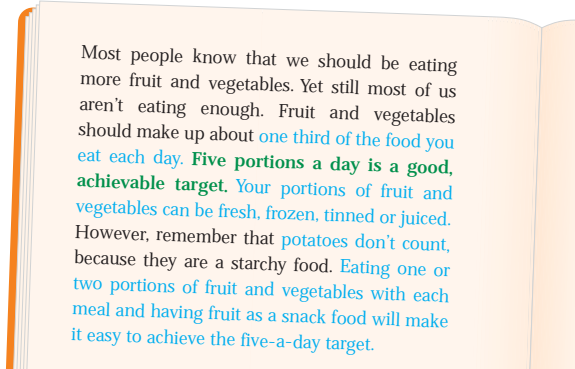 Most people know that we should be eating
more fruit and vegetables. Yet still most of us
aren't eating enough. Fruit and vegetables
should make up about one third of the food you
eat each day. Five portions a day is a good,
achievable target. Your portions of fruit and
vegetables can be fresh, frozen, tinned or juiced.
However, remember that potatoes don't count,
because they are a starchy food. Eating one or
two portions of fruit and vegetables with each
meal and having fruit as a snack food will make
it easy to achieve the five-a-day target.